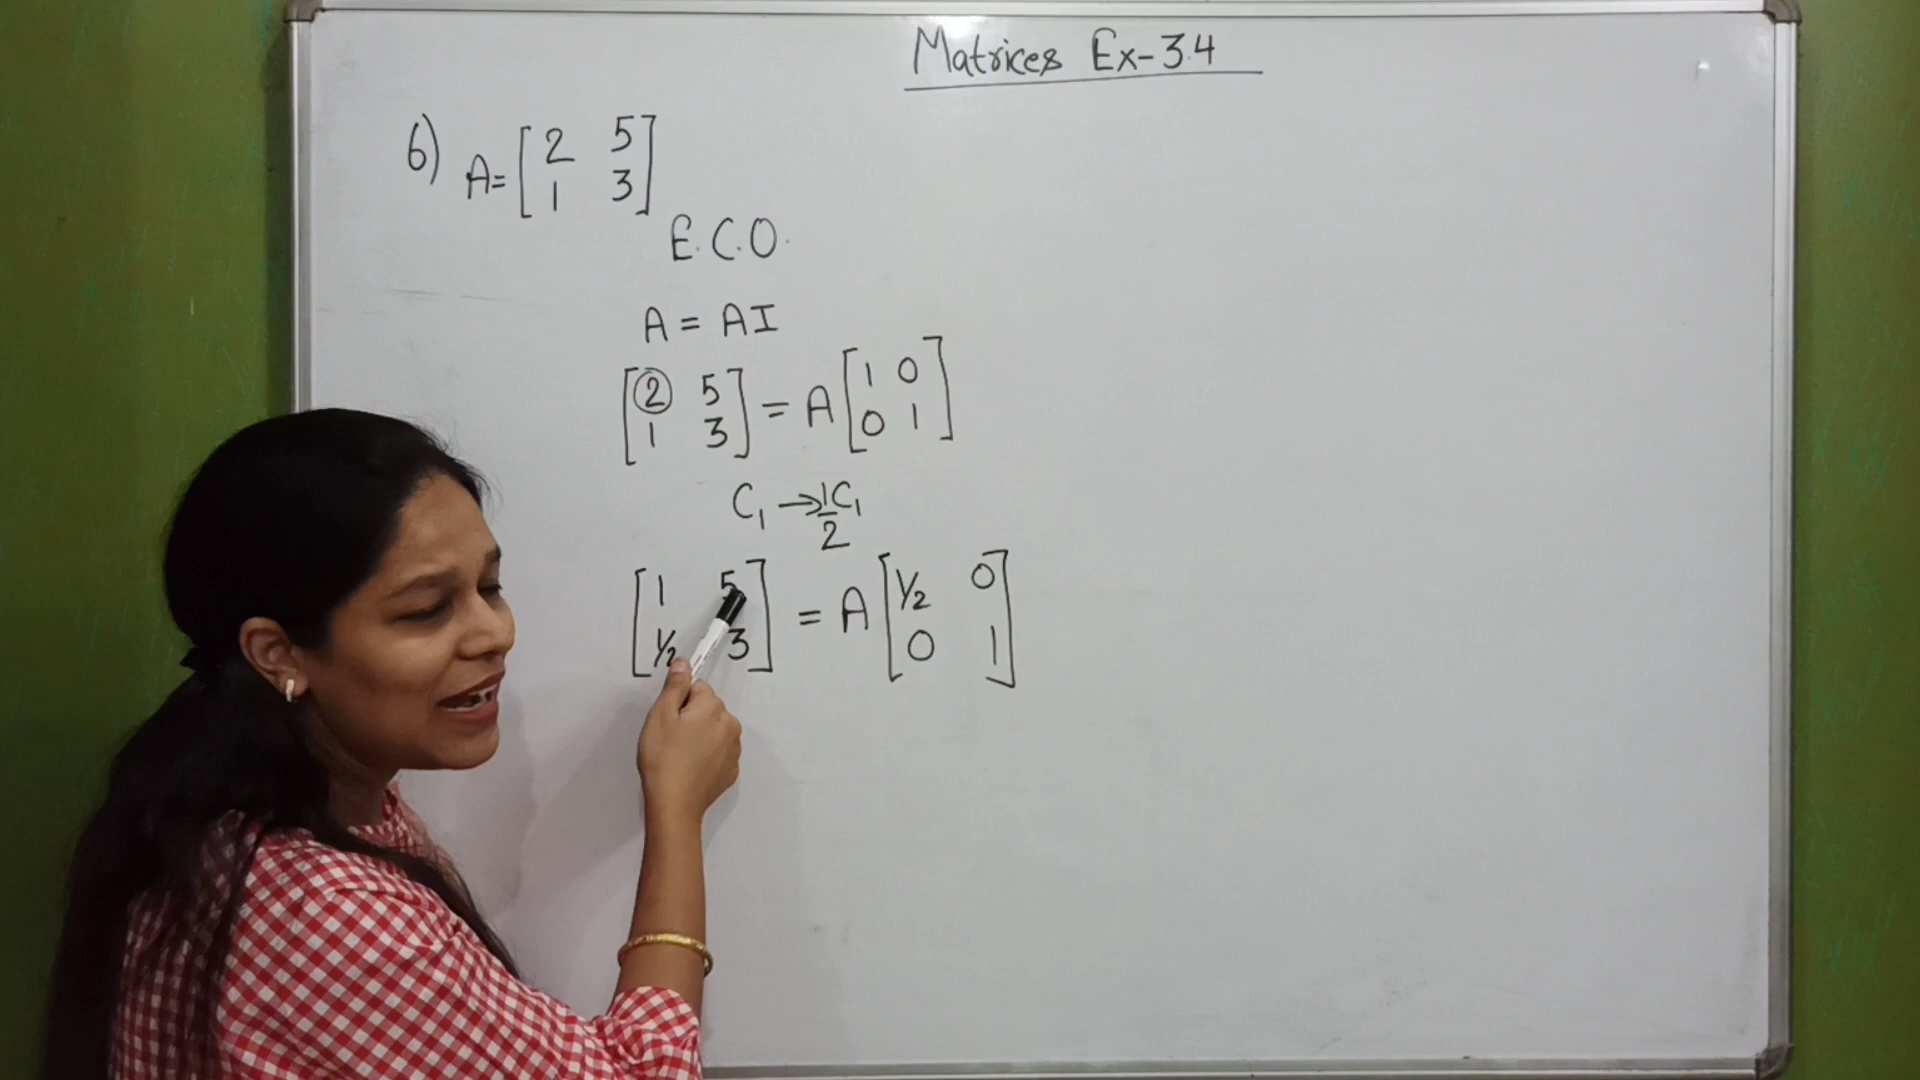 Matrices Ex-3.4
6) A= [2 5
1 3]
E.C.O.
A = AI
[2 5
1 3] = A [1 0
0 1]
C₁ → 1/2 C₁
[1 5
1/2 3] = A [1/2 0
0 1]